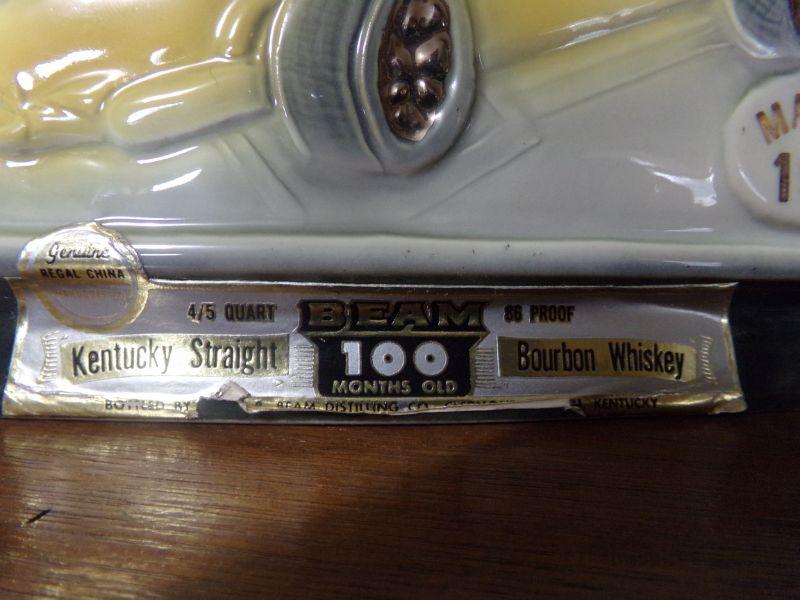 MA
1
Genuine
REGAL CHINA
4/5 QUART BEAM 86 PROOF
Kentucky Straight 100 Bourbon Whiskey
MONTHS OLD
BOTTLED BY B. BEAM DISTILLING CO. KENTUCKY